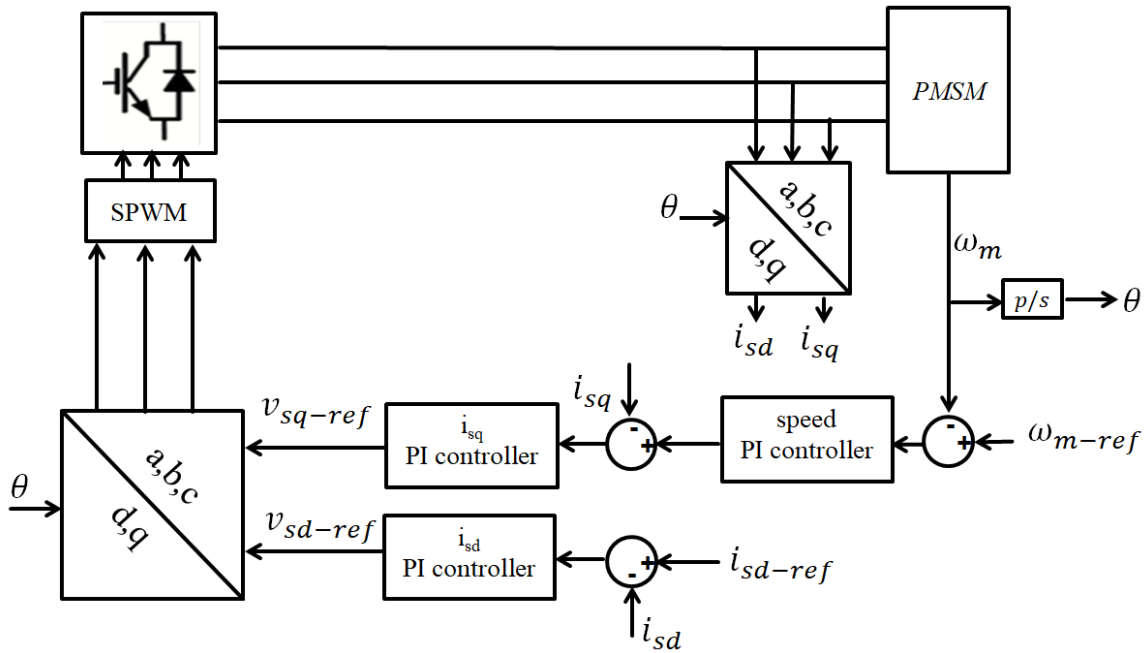 PMSM
SPWM
θ
a,b,c
d,q
ω_m
p/s
θ
i_sd
i_sq
i_sq
v_sq-ref
i_sq
PI controller
-
+
speed
PI controller
-
+
ω_m-ref
θ
a,b,c
d,q
v_sd-ref
i_sd
PI controller
+
-
i_sd-ref
i_sd